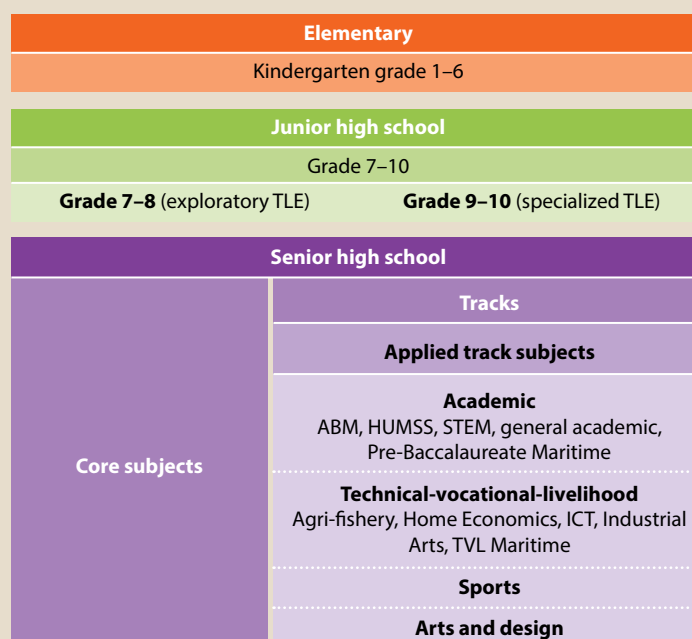 Elementary
Kindergarten grade 1–6
Junior high school
Grade 7–10
Grade 7–8 (exploratory TLE)
Grade 9–10 (specialized TLE)
Senior high school
Core subjects
Tracks
Applied track subjects
Academic
ABM, HUMSS, STEM, general academic,
Pre-Baccalaureate Maritime
Technical-vocational-livelihood
Agri-fishery, Home Economics, ICT, Industrial
Arts, TVL Maritime
Sports
Arts and design